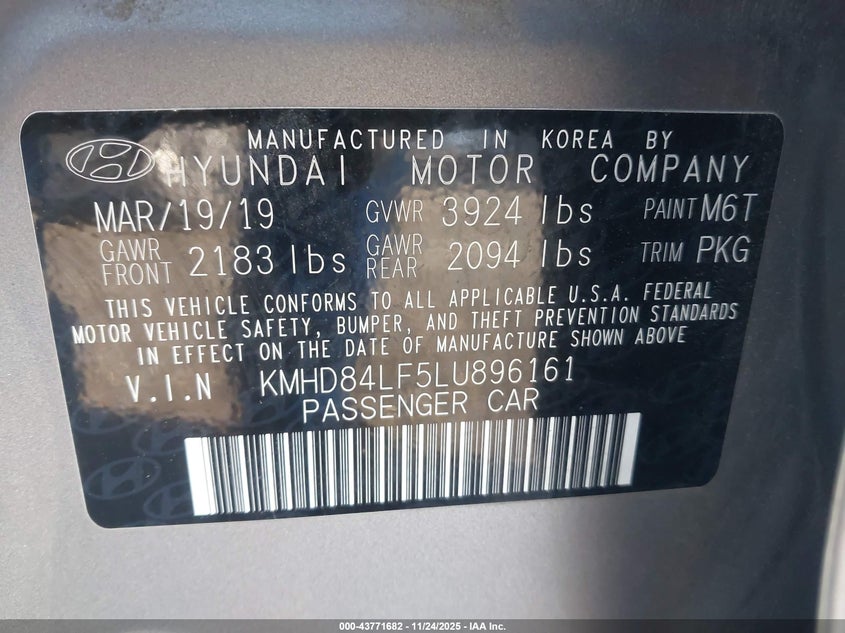 MANUFACTURED IN KOREA BY
HYUNDAI MOTOR COMPANY
MAR/19/19 GVWR 3924 lbs PAINT M6T
GAWR FRONT 2183 lbs GAWR REAR 2094 lbs TRIM PKG
THIS VEHICLE CONFORMS TO ALL APPLICABLE U.S.A. FEDERAL
MOTOR VEHICLE SAFETY, BUMPER, AND THEFT PREVENTION STANDARDS
IN EFFECT ON THE DATE OF MANUFACTURE SHOWN ABOVE
V.I.N KMHD84LF5LU896161
PASSENGER CAR
000-43771682 - 11/24/2025 - IAA Inc.